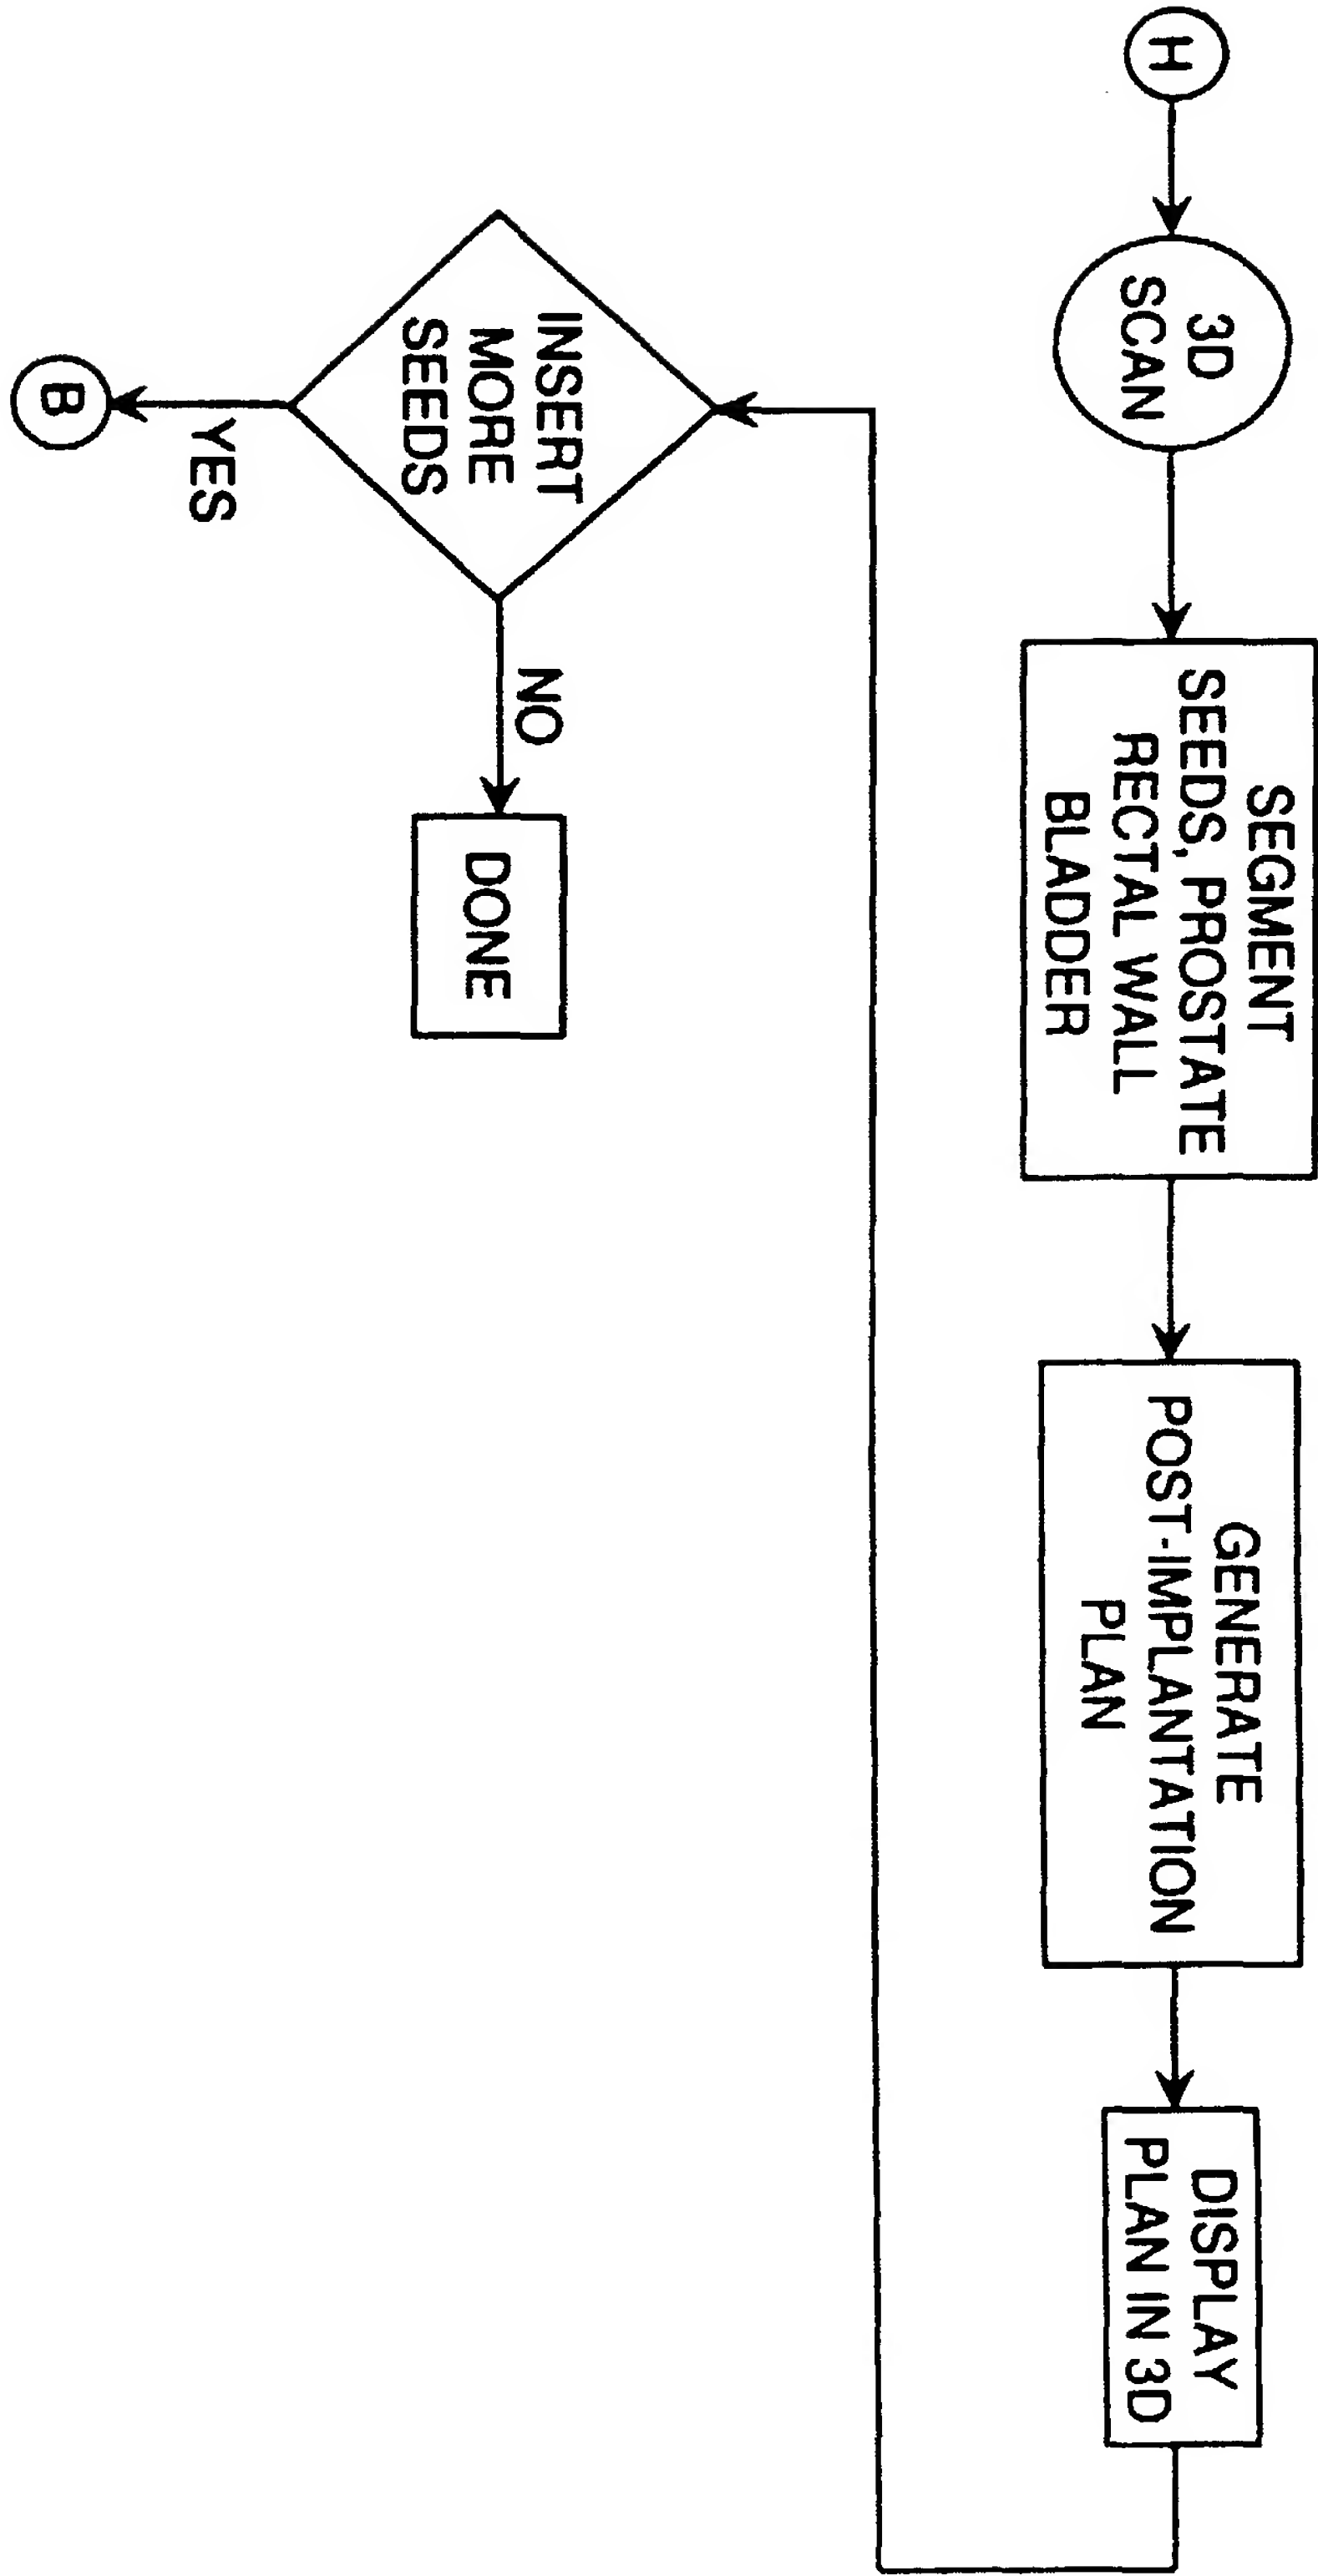 H
3D
SCAN
SEGMENT
SEEDS, PROSTATE
RECTAL WALL
BLADDER
GENERATE
POST-IMPLANTATION
PLAN
DISPLAY
PLAN IN 3D
INSERT
MORE
SEEDS
NO
DONE
YES
B